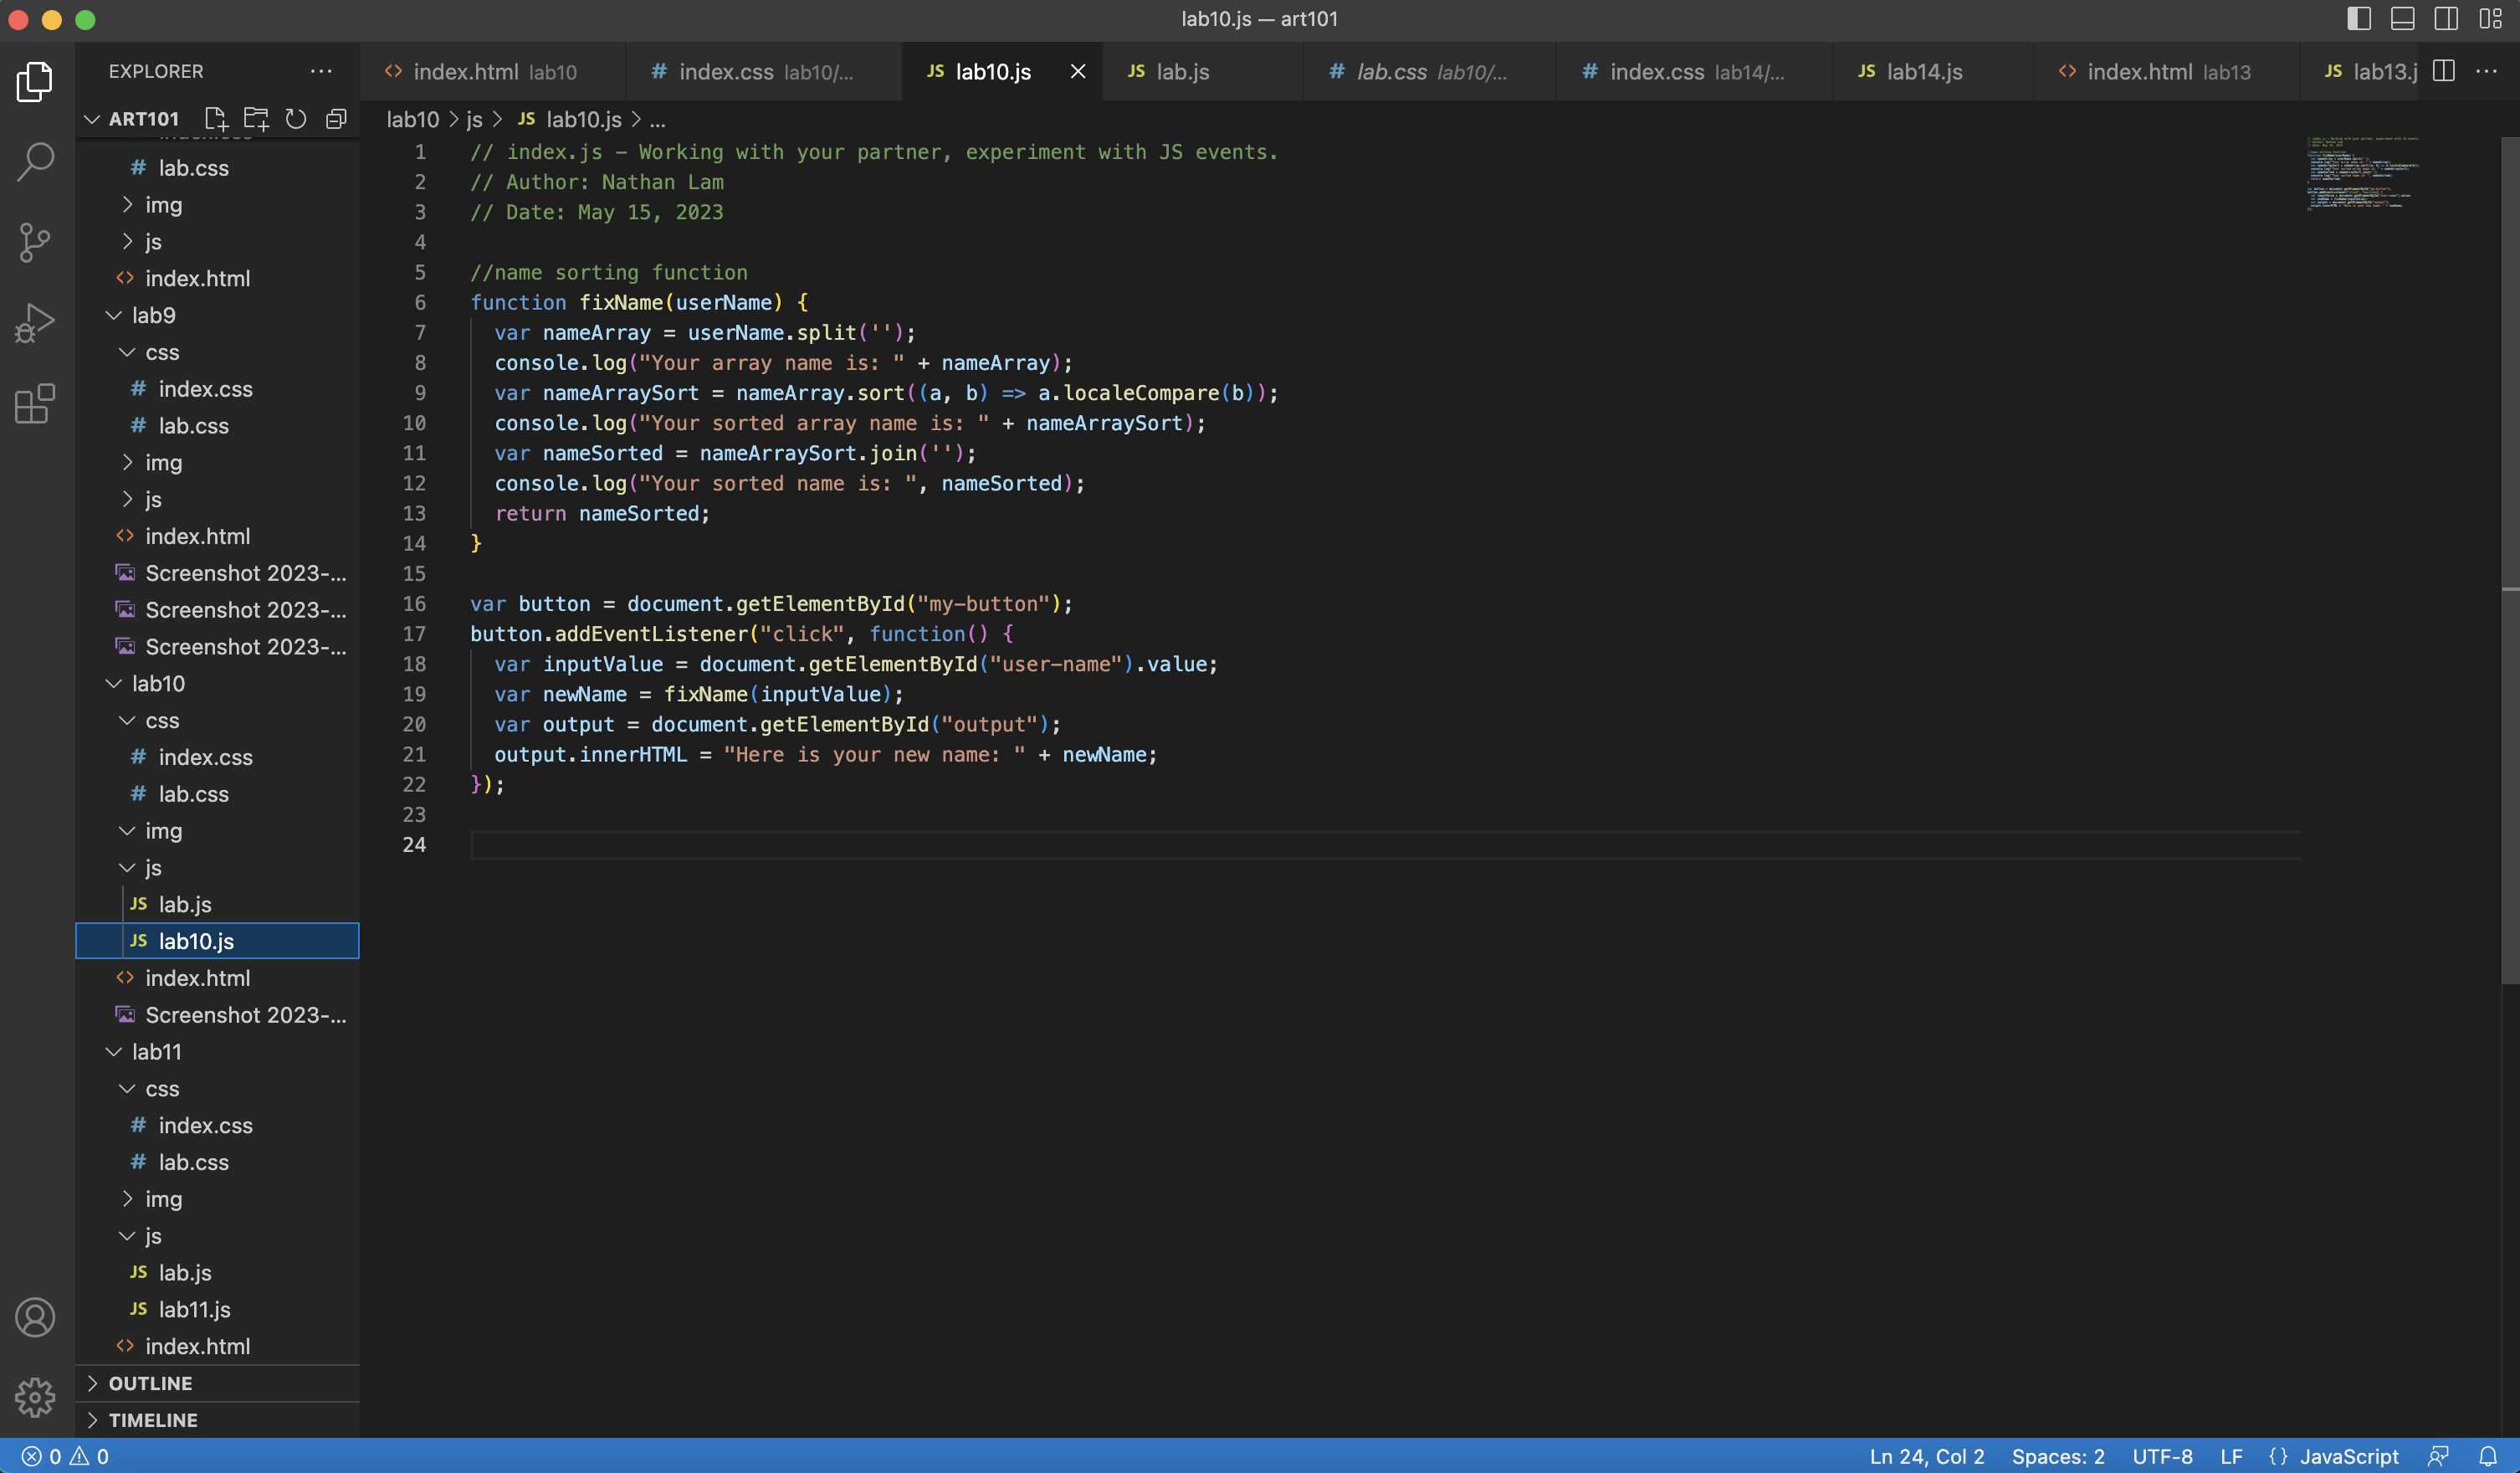 lab10.js — art101
EXPLORER
ART101
lab.css
img
js
index.html
lab9
css
index.css
lab.css
img
js
index.html
Screenshot 2023-...
Screenshot 2023-...
Screenshot 2023-...
lab10
css
index.css
lab.css
img
js
JS lab.js
JS lab10.js
index.html
Screenshot 2023-...
lab11
css
index.css
lab.css
img
js
JS lab.js
JS lab11.js
index.html
OUTLINE
TIMELINE
index.html lab10
# index.css lab10/...
JS lab10.js
JS lab.js
# lab.css lab10/...
# index.css lab14/...
JS lab14.js
index.html lab13
JS lab13.j
lab10 > js > JS lab10.js > ...
1 // index.js - Working with your partner, experiment with JS events.
2 // Author: Nathan Lam
3 // Date: May 15, 2023
4
5 //name sorting function
6 function fixName(userName) {
7 var nameArray = userName.split('');
8 console.log("Your array name is: " + nameArray);
9 var nameArraySort = nameArray.sort((a, b) => a.localeCompare(b));
10 console.log("Your sorted array name is: " + nameArraySort);
11 var nameSorted = nameArraySort.join('');
12 console.log("Your sorted name is: ", nameSorted);
13 return nameSorted;
14 }
15
16 var button = document.getElementById("my-button");
17 button.addEventListener("click", function() {
18 var inputValue = document.getElementById("user-name").value;
19 var newName = fixName(inputValue);
20 var output = document.getElementById("output");
21 output.innerHTML = "Here is your new name: " + newName;
22 });
23
24
0 0
Ln 24, Col 2
Spaces: 2
UTF-8
LF
{} JavaScript